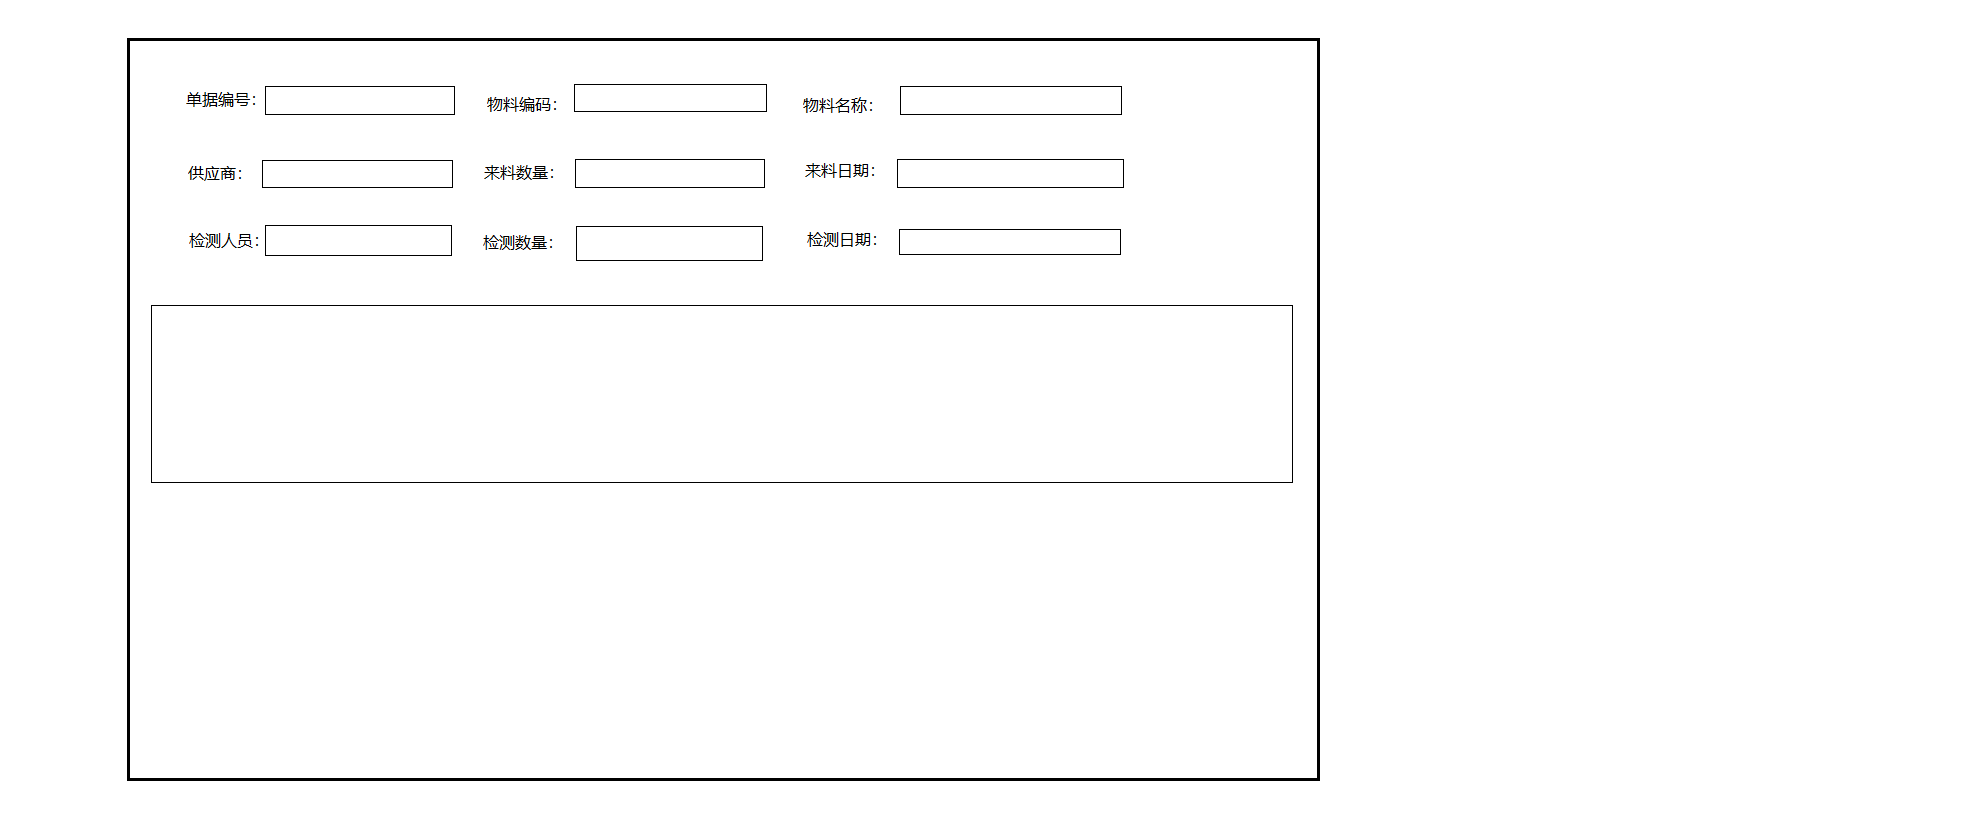 单据编号： 物料编码： 物料名称：
供应商： 来料数量： 来料日期：
检测人员： 检测数量： 检测日期：